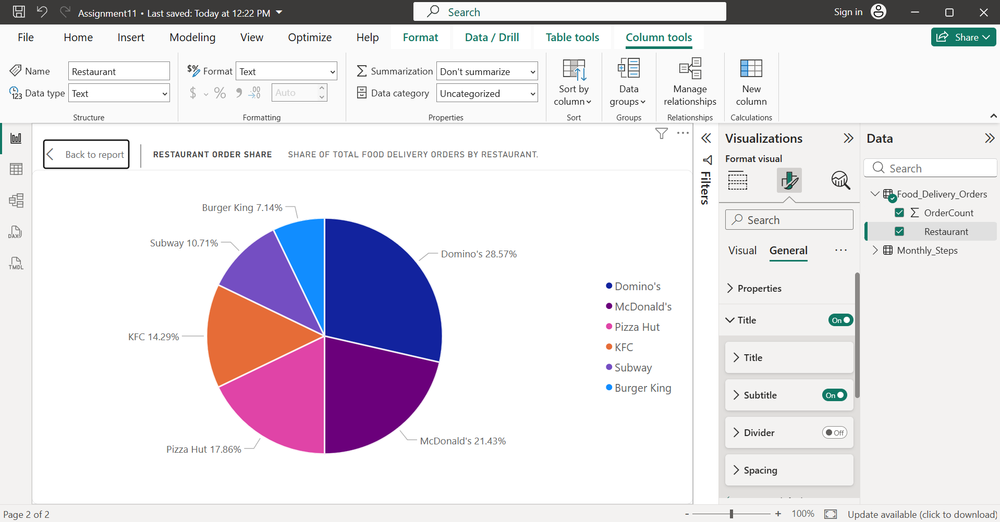 Assignment11 • Last saved: Today at 12:22 PM
Search
Sign in
File Home Insert Modeling View Optimize Help Format Data / Drill Table tools Column tools
Share
Name Restaurant
Data type Text
Structure
Format Text
$ % Auto
Formatting
Summarization Don't summarize
Data category Uncategorized
Properties
Sort by
column
Sort
Data
groups
Groups
Manage
relationships
Relationships
New
column
Calculations
Back to report
RESTAURANT ORDER SHARE SHARE OF TOTAL FOOD DELIVERY ORDERS BY RESTAURANT.
Burger King 7.14%
Subway 10.71%
Domino's 28.57%
KFC 14.29%
Pizza Hut 17.86%
McDonald's 21.43%
Domino's
McDonald's
Pizza Hut
KFC
Subway
Burger King
DAX
TMDL
Filters
Visualizations
Format visual
Search
Visual General
Properties
Title On
Title
Subtitle On
Divider Off
Spacing
Data
Search
Food_Delivery_Orders
OrderCount
Restaurant
Monthly_Steps
Page 2 of 2
- + 100%
Update available (click to download)